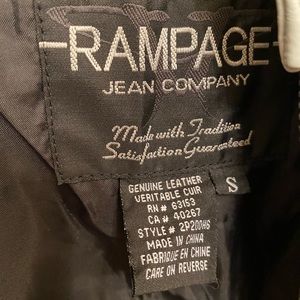 RAMPAGE
JEAN COMPANY
Made with Tradition
Satisfaction Guaranteed
GENUINE LEATHER
VERITABLE CUIR
RN# 63153
CA# 40267
STYLE# 2P200H6
MADE IN CHINA
FABRIQUE EN CHINE
CARE ON REVERSE
S